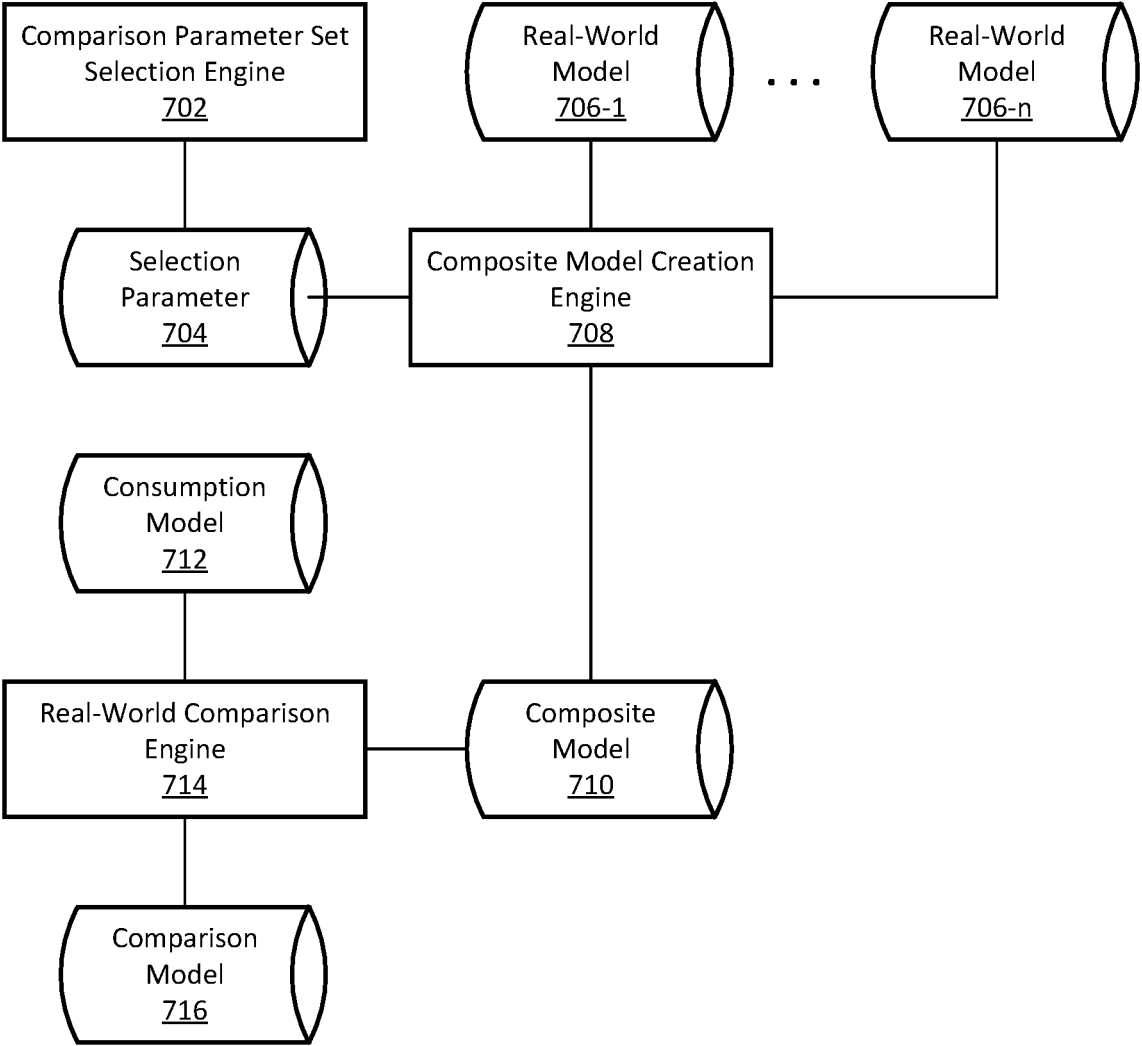 Comparison Parameter Set
Selection Engine
702
Real-World
Model
706-1
. . .
Real-World
Model
706-n
Selection
Parameter
704
Composite Model Creation
Engine
708
Consumption
Model
712
Real-World Comparison
Engine
714
Composite
Model
710
Comparison
Model
716